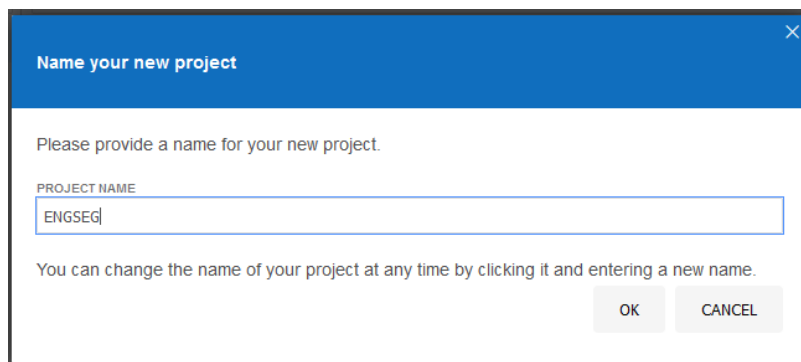 Name your new project
Please provide a name for your new project.
PROJECT NAME
ENGSEG
You can change the name of your project at any time by clicking it and entering a new name.
OK CANCEL